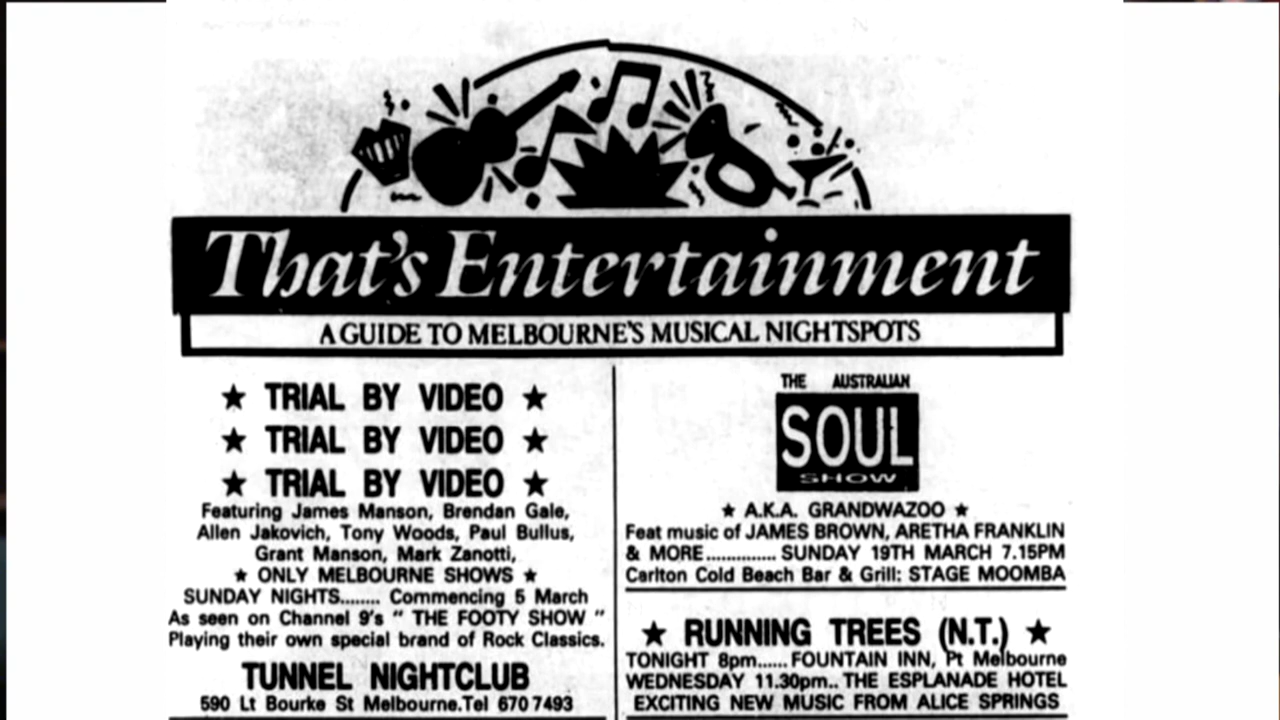 That's Entertainment
A GUIDE TO MELBOURNE'S MUSICAL NIGHTSPOTS
★ TRIAL BY VIDEO ★
★ TRIAL BY VIDEO ★
★ TRIAL BY VIDEO ★
Featuring James Manson, Brendan Gale,
Allen Jakovich, Tony Woods, Paul Bullus,
Grant Manson, Mark Zanotti,
★ ONLY MELBOURNE SHOWS ★
SUNDAY NIGHTS........ Commencing 5 March
As seen on Channel 9's " THE FOOTY SHOW "
Playing their own special brand of Rock Classics.
TUNNEL NIGHTCLUB
590 Lt Bourke St Melbourne.Tel 670 7493
THE AUSTRALIAN
SOUL
SHOW
★ A.K.A. GRANDWAZOO ★
Feat music of JAMES BROWN, ARETHA FRANKLIN
& MORE.............. SUNDAY 19TH MARCH 7.15PM
Carlton Cold Beach Bar & Grill: STAGE MOOMBA
★ RUNNING TREES (N.T.) ★
TONIGHT 8pm...... FOUNTAIN INN, Pt Melbourne
WEDNESDAY 11.30pm.. THE ESPLANADE HOTEL
EXCITING NEW MUSIC FROM ALICE SPRINGS